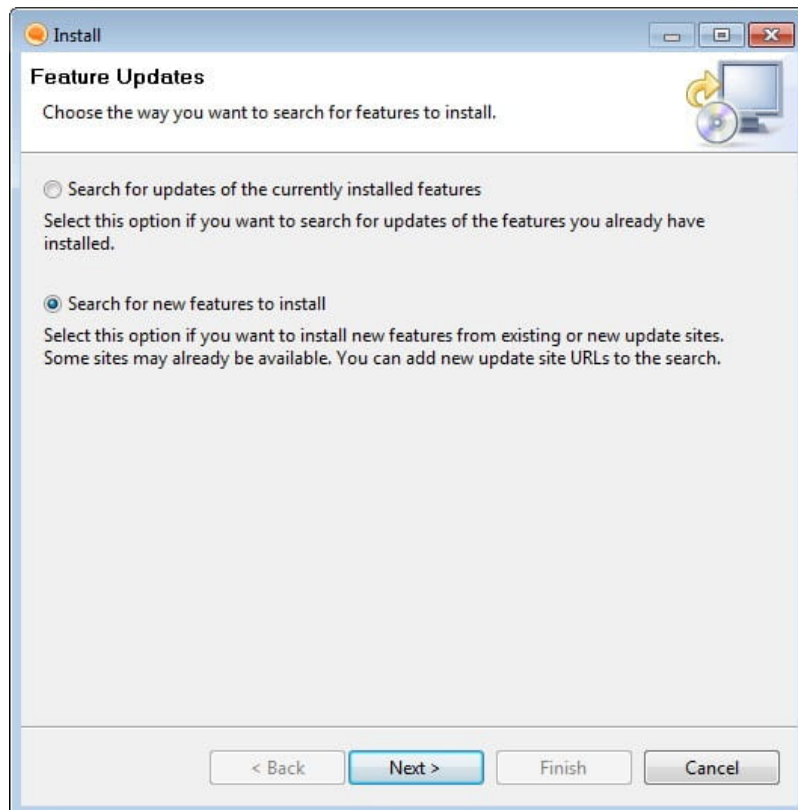 Install
Feature Updates
Choose the way you want to search for features to install.
Search for updates of the currently installed features
Select this option if you want to search for updates of the features you already have
installed.
Search for new features to install
Select this option if you want to install new features from existing or new update sites.
Some sites may already be available. You can add new update site URLs to the search.
< Back
Next >
Finish
Cancel